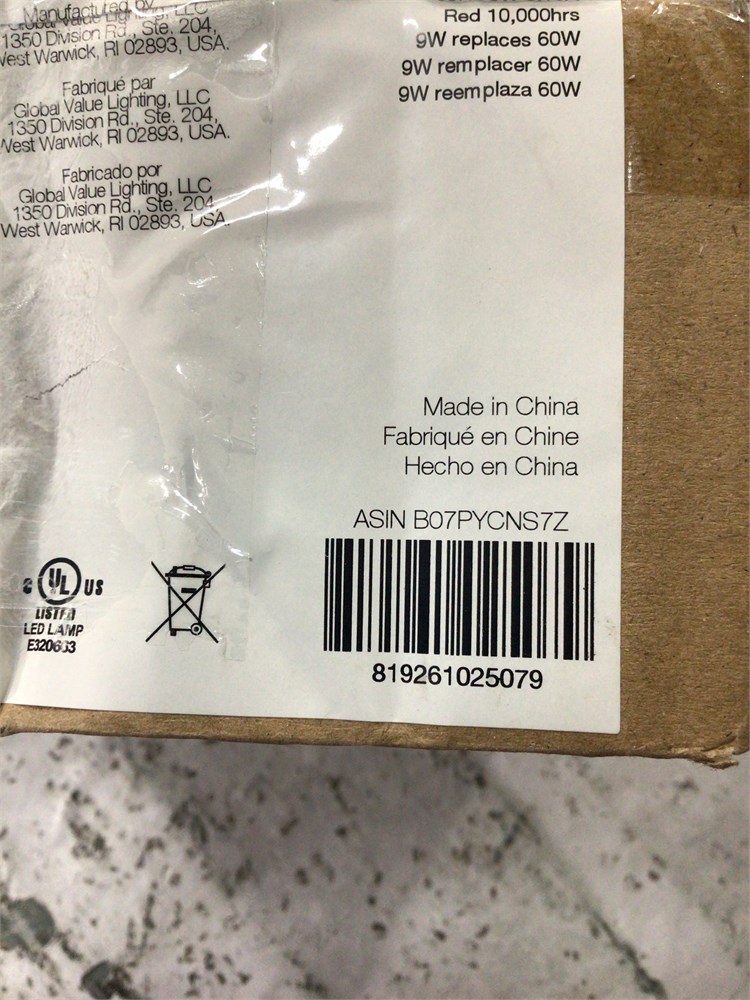 Manufactured by
Global Value Lighting, LLC
1350 Division Rd., Ste. 204,
West Warwick, RI 02893, USA.
Fabriqué par
Global Value Lighting, LLC
1350 Division Rd., Ste. 204,
West Warwick, RI 02893, USA.
Fabricado por
Global Value Lighting, LLC
1350 Division Rd., Ste. 204,
West Warwick, RI 02893, USA.
Red 10,000hrs
9W replaces 60W
9W remplacer 60W
9W reemplaza 60W
Made in China
Fabriqué en Chine
Hecho en China
ASIN B07PYCNS7Z
819261025079
c UL US
LISTED
LED LAMP